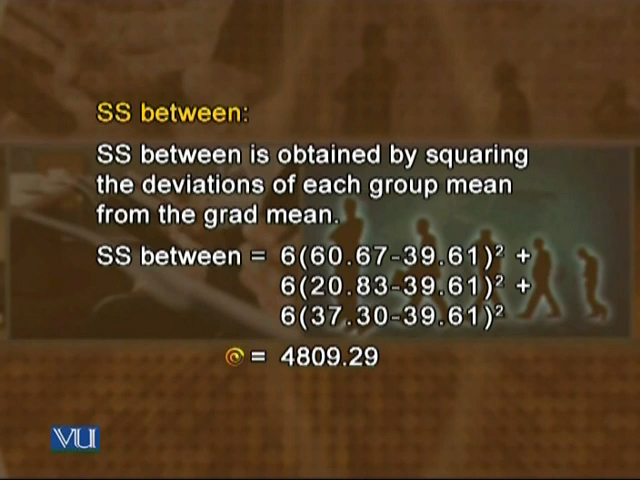 SS between:
SS between is obtained by squaring
the deviations of each group mean
from the grad mean.
SS between = 6(60.67-39.61)² +
6(20.83-39.61)² +
6(37.30-39.61)²
= 4809.29
VU